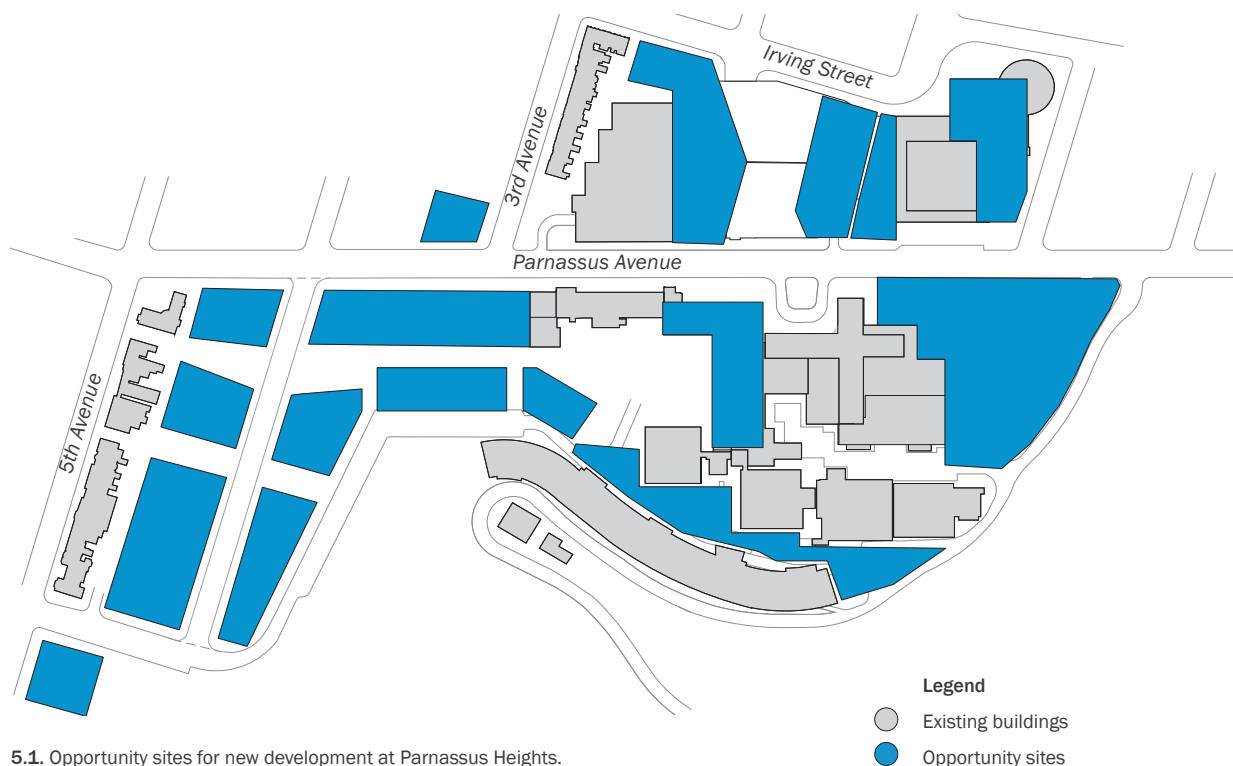 Irving Street
3rd Avenue
Parnassus Avenue
5th Avenue
Legend
Existing buildings
Opportunity sites
5.1. Opportunity sites for new development at Parnassus Heights.